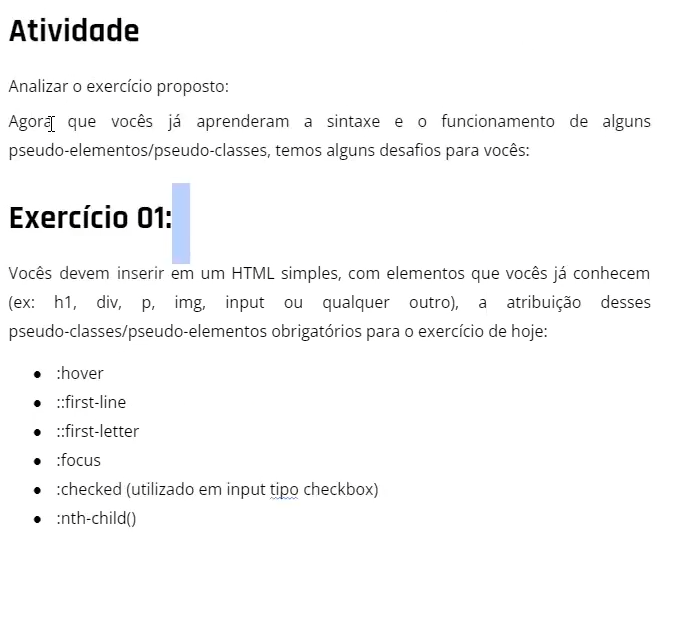 Atividade
Analizar o exercício proposto:
Agora que vocês já aprenderam a sintaxe e o funcionamento de alguns
pseudo-elementos/pseudo-classes, temos alguns desafios para vocês:
Exercício 01:
Vocês devem inserir em um HTML simples, com elementos que vocês já conhecem
(ex: h1, div, p, img, input ou qualquer outro), a atribuição desses
pseudo-classes/pseudo-elementos obrigatórios para o exercício de hoje:
● :hover
● ::first-line
● ::first-letter
● :focus
● :checked (utilizado em input tipo checkbox)
● :nth-child()